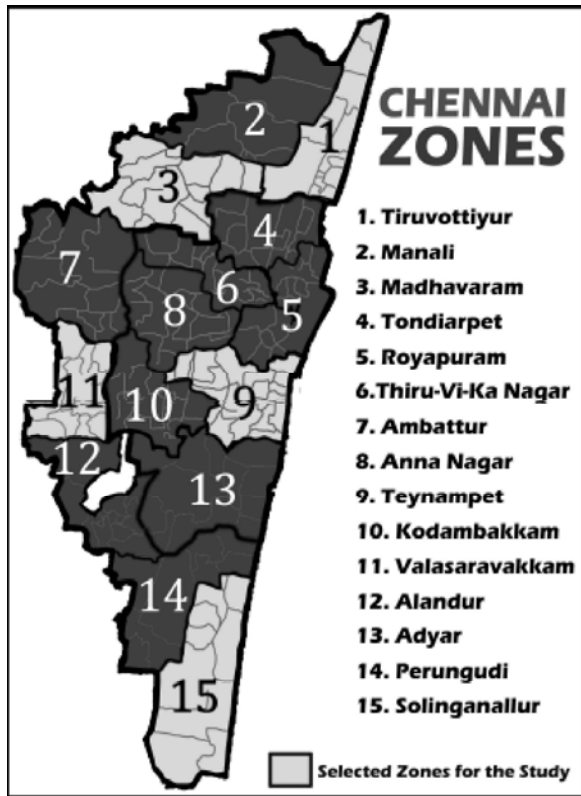 CHENNAI
ZONES
1. Tiruvottiyur
2. Manali
3. Madhavaram
4. Tondiarpet
5. Royapuram
6.Thiru-Vi-Ka Nagar
7. Ambattur
8. Anna Nagar
9. Teynampet
10. Kodambakkam
11. Valasaravakkam
12. Alandur
13. Adyar
14. Perungudi
15. Solinganallur
Selected Zones for the Study
1
2
3
4
7
6
8
5
11
10
9
12
13
14
15